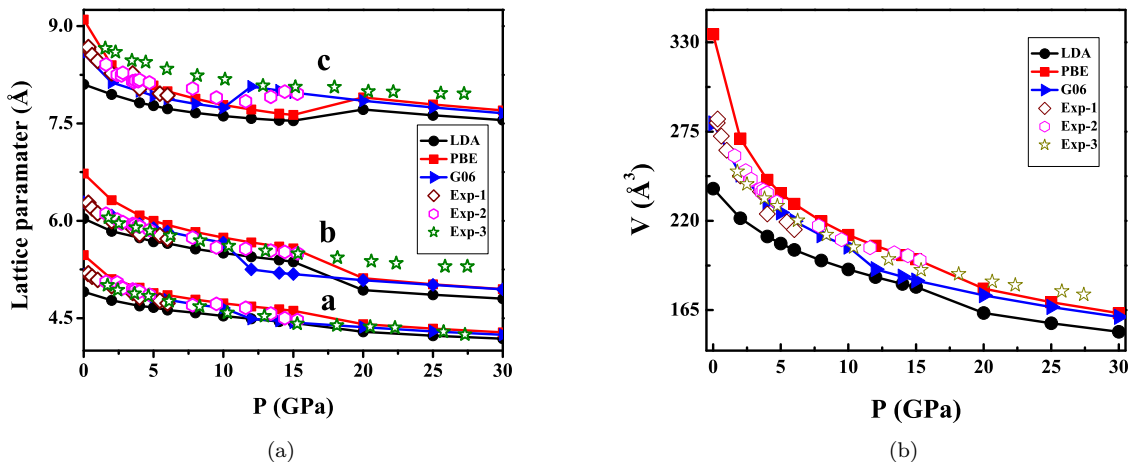 9.0
7.5
6.0
4.5
Lattice paramater (Å)
c
b
a
LDA
PBE
G06
Exp-1
Exp-2
Exp-3
0 5 10 15 20 25 30
P (GPa)
(a)
330
275
220
165
V (Å³)
LDA
PBE
G06
Exp-1
Exp-2
Exp-3
0 5 10 15 20 25 30
P (GPa)
(b)